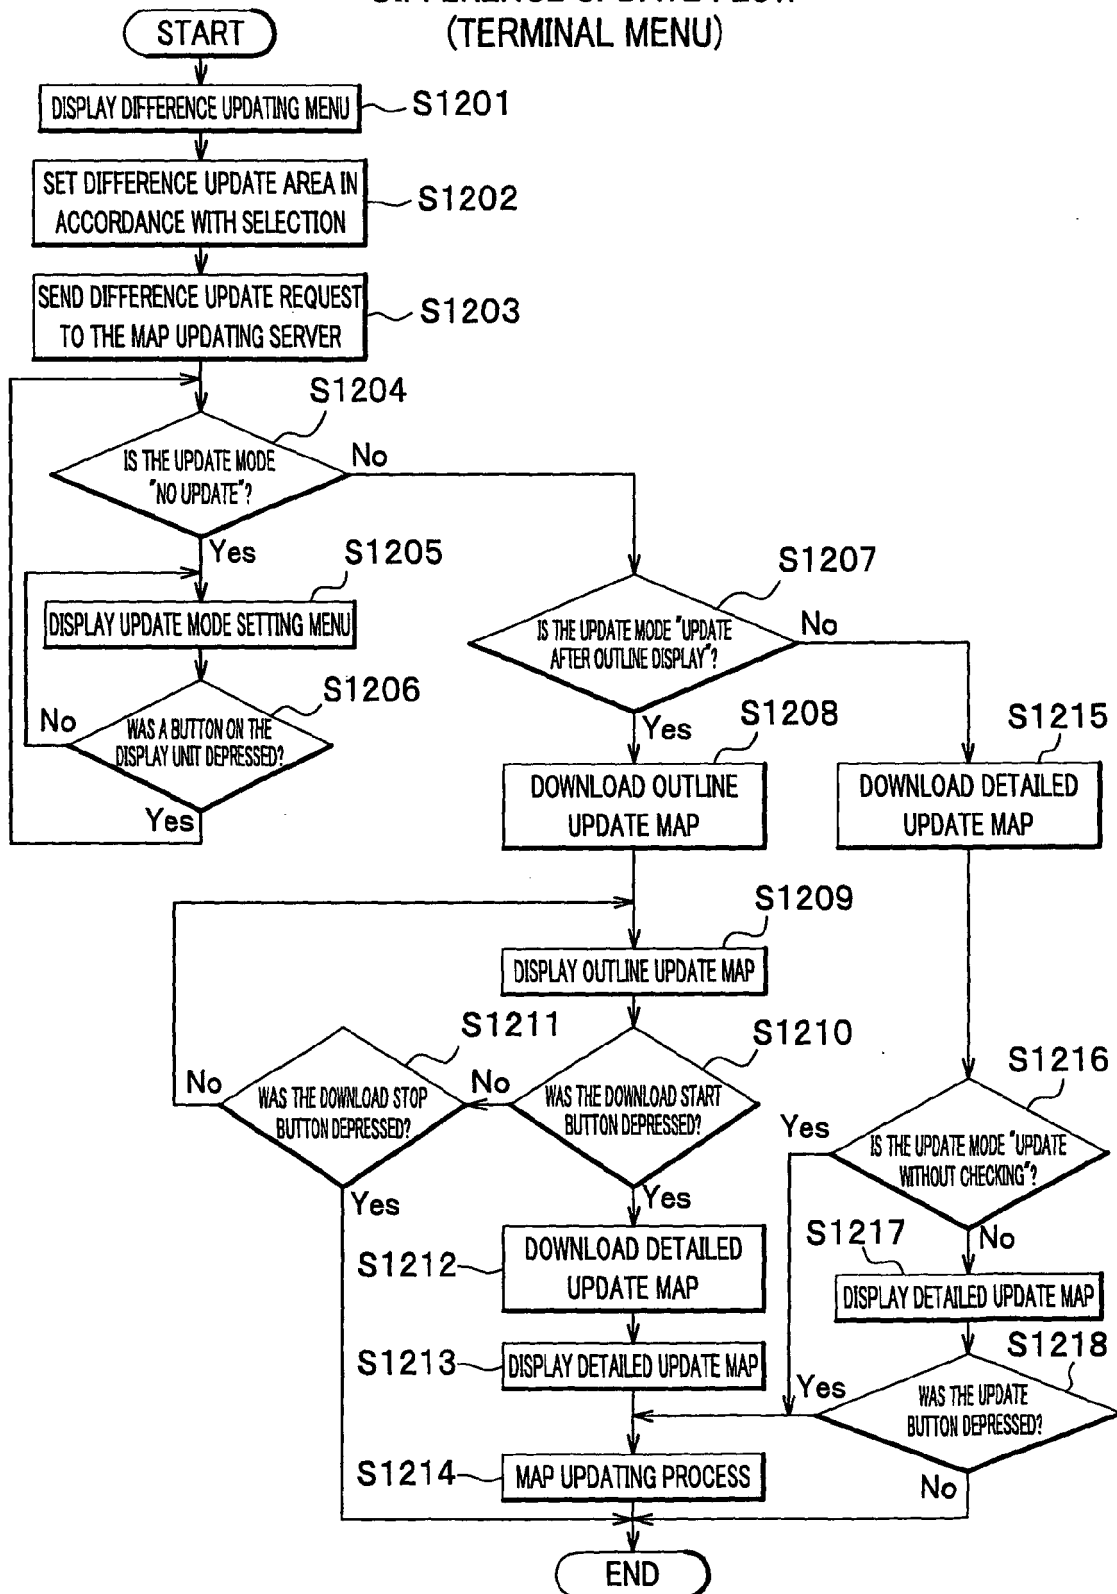 DIFFERENCE UPDATE FLOW
(TERMINAL MENU)
START
DISPLAY DIFFERENCE UPDATING MENU
S1201
SET DIFFERENCE UPDATE AREA IN
ACCORDANCE WITH SELECTION
S1202
SEND DIFFERENCE UPDATE REQUEST
TO THE MAP UPDATING SERVER
S1203
S1204
IS THE UPDATE MODE
"NO UPDATE"?
No
Yes
S1205
DISPLAY UPDATE MODE SETTING MENU
S1206
No
WAS A BUTTON ON THE
DISPLAY UNIT DEPRESSED?
Yes
S1207
IS THE UPDATE MODE "UPDATE
AFTER OUTLINE DISPLAY"?
No
Yes
S1208
DOWNLOAD OUTLINE
UPDATE MAP
S1215
DOWNLOAD DETAILED
UPDATE MAP
S1209
DISPLAY OUTLINE UPDATE MAP
S1211
S1210
No
WAS THE DOWNLOAD STOP
BUTTON DEPRESSED?
No
WAS THE DOWNLOAD START
BUTTON DEPRESSED?
Yes
Yes
S1216
Yes
IS THE UPDATE MODE "UPDATE
WITHOUT CHECKING"?
No
S1212
DOWNLOAD DETAILED
UPDATE MAP
S1217
DISPLAY DETAILED UPDATE MAP
S1213
DISPLAY DETAILED UPDATE MAP
S1218
Yes
WAS THE UPDATE
BUTTON DEPRESSED?
No
S1214
MAP UPDATING PROCESS
END